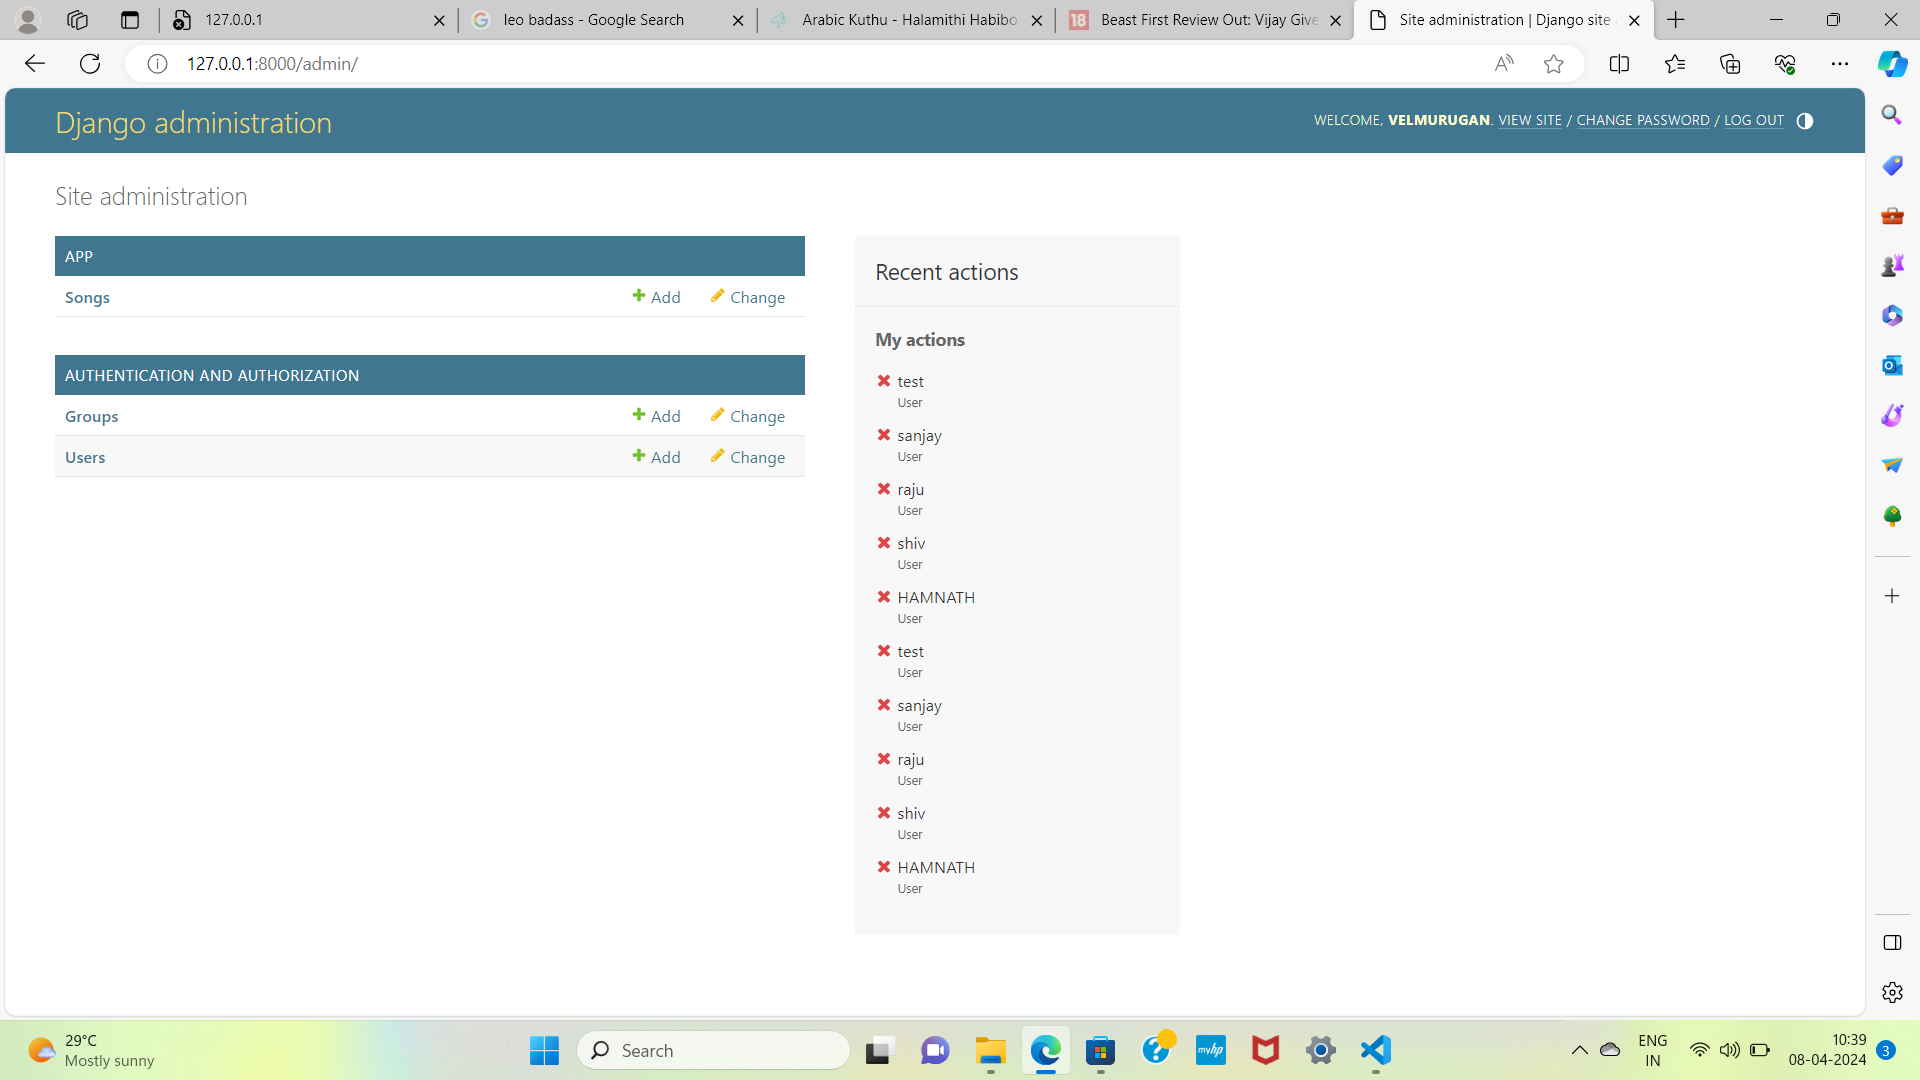 127.0.0.1
leo badass - Google Search
Arabic Kuthu - Halamithi Habibo
18
Beast First Review Out: Vijay Give
Site administration | Django site
127.0.0.1:8000/admin/
Django administration
WELCOME, VELMURUGAN. VIEW SITE / CHANGE PASSWORD / LOG OUT
Site administration
APP
Songs
Add
Change
AUTHENTICATION AND AUTHORIZATION
Groups
Add
Change
Users
Add
Change
Recent actions
My actions
test
User
sanjay
User
raju
User
shiv
User
HAMNATH
User
test
User
sanjay
User
raju
User
shiv
User
HAMNATH
User
29°C
Mostly sunny
Search
myhp
ENG
IN
10:39
08-04-2024
3